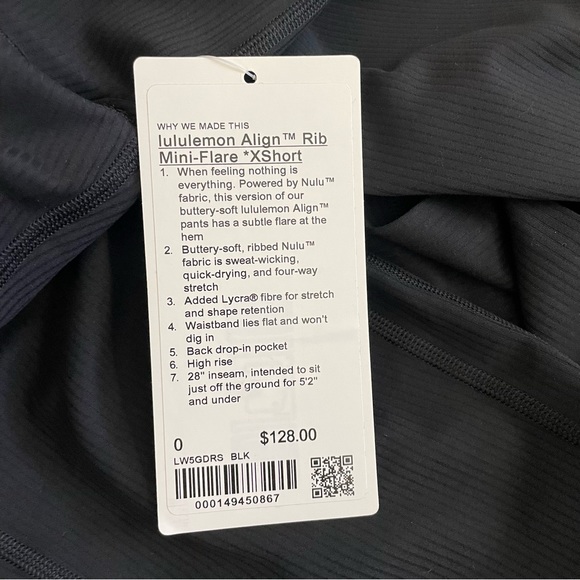 WHY WE MADE THIS
lululemon Align™ Rib
Mini-Flare *XShort
1. When feeling nothing is
everything. Powered by Nulu™
fabric, this version of our
buttery-soft lululemon Align™
pants has a subtle flare at the
hem
2. Buttery-soft, ribbed Nulu™
fabric is sweat-wicking,
quick-drying, and four-way
stretch
3. Added Lycra® fibre for stretch
and shape retention
4. Waistband lies flat and won't
dig in
5. Back drop-in pocket
6. High rise
7. 28" inseam, intended to sit
just off the ground for 5'2"
and under
0 $128.00
LW5GDRS BLK
000149450867